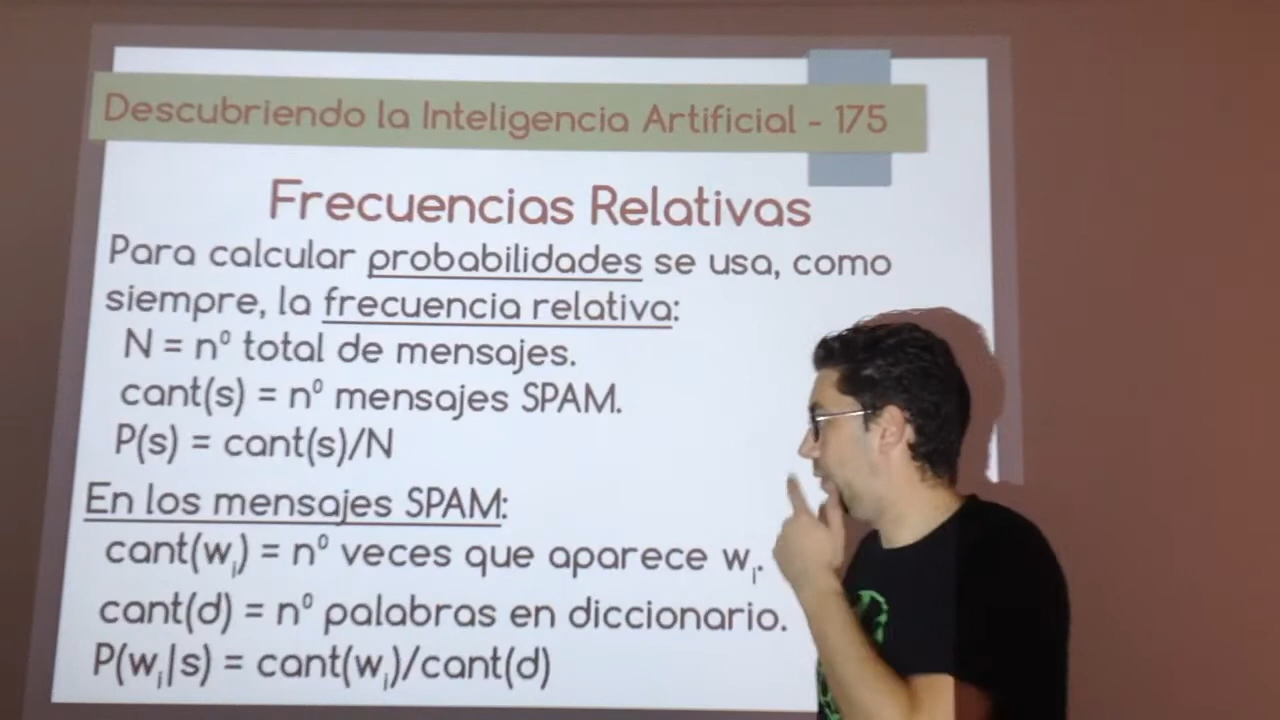 Descubriendo la Inteligencia Artificial - 175
Frecuencias Relativas
Para calcular probabilidades se usa, como
siempre, la frecuencia relativa:
N = nº total de mensajes.
cant(s) = nº mensajes SPAM.
P(s) = cant(s)/N
En los mensajes SPAM:
cant(wᵢ) = nº veces que aparece wᵢ.
cant(d) = nº palabras en diccionario.
P(wᵢ|s) = cant(wᵢ)/cant(d)